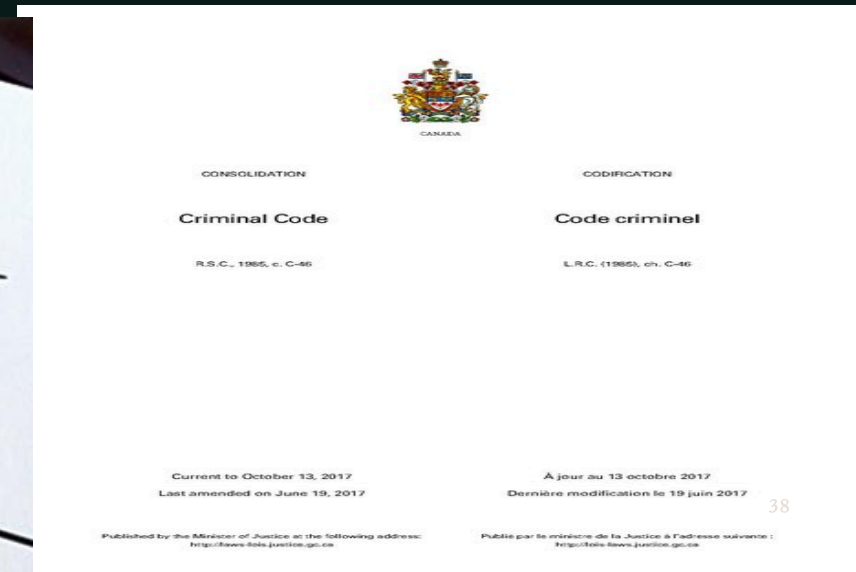 CANADA
CONSOLIDATION
Criminal Code
R.S.C., 1985, c. C-46
Current to October 13, 2017
Last amended on June 19, 2017
Published by the Minister of Justice at the following address:
http://laws-lois.justice.gc.ca
CODIFICATION
Code criminel
L.R.C. (1985), ch. C-46
À jour au 13 octobre 2017
Dernière modification le 19 juin 2017
Publié par le ministre de la Justice à l'adresse suivante :
http://lois-laws.justice.gc.ca
38